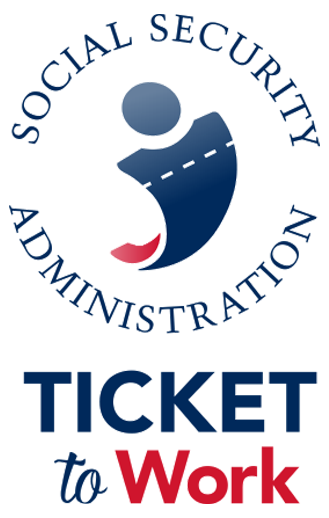 SOCIAL SECURITY
ADMINISTRATION
TICKET
to Work